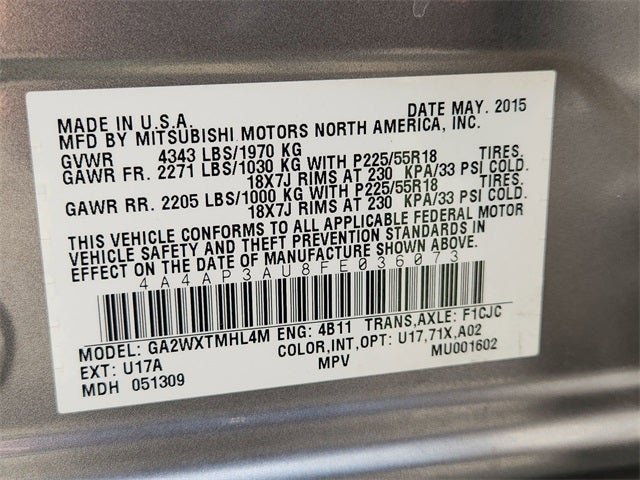 MADE IN U.S.A. DATE MAY. 2015
MFD BY MITSUBISHI MOTORS NORTH AMERICA, INC.
GVWR 4343 LBS/1970 KG
GAWR FR. 2271 LBS/1030 KG WITH P225/55R18 TIRES.
18X7J RIMS AT 230 KPA/33 PSI COLD.
GAWR RR. 2205 LBS/1000 KG WITH P225/55R18 TIRES.
18X7J RIMS AT 230 KPA/33 PSI COLD.
THIS VEHICLE CONFORMS TO ALL APPLICABLE FEDERAL MOTOR
VEHICLE SAFETY AND THEFT PREVENTION STANDARDS IN
EFFECT ON THE DATE OF MANUFACTURE SHOWN ABOVE.
4A4AP3AU8FE036073
MODEL: GA2WXTMHL4M ENG: 4B11 TRANS,AXLE: F1CJC
EXT: U17A COLOR,INT,OPT: U17,71X,A02
MDH 051309 MPV MU001602